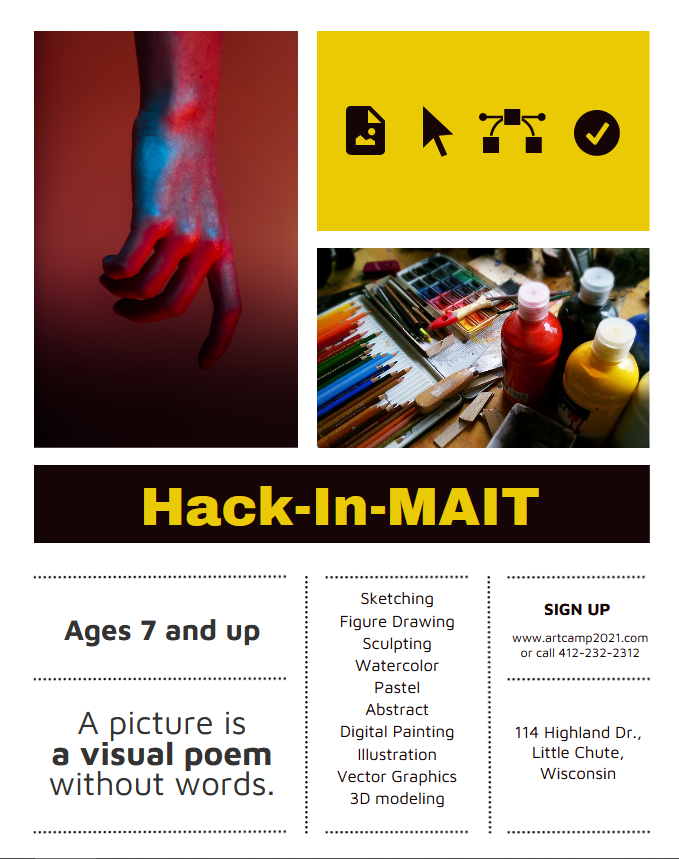 Hack-In-MAIT
Ages 7 and up
A picture is
a visual poem
without words.
Sketching
Figure Drawing
Sculpting
Watercolor
Pastel
Abstract
Digital Painting
Illustration
Vector Graphics
3D modeling
SIGN UP
www.artcamp2021.com
or call 412-232-2312
114 Highland Dr.,
Little Chute,
Wisconsin